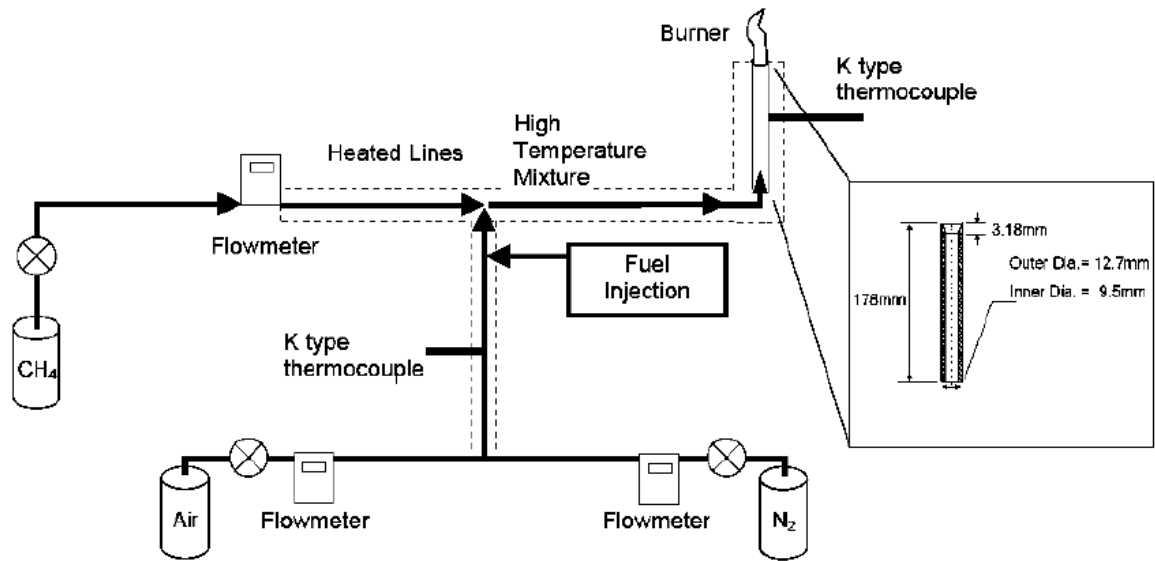 Burner
K type
thermocouple
High
Temperature
Mixture
Heated Lines
Flowmeter
Fuel
Injection
CH4
K type
thermocouple
3.18mm
Outer Dia.= 12.7mm
Inner Dia. = 9.5mm
178mm
Air
Flowmeter
Flowmeter
N2